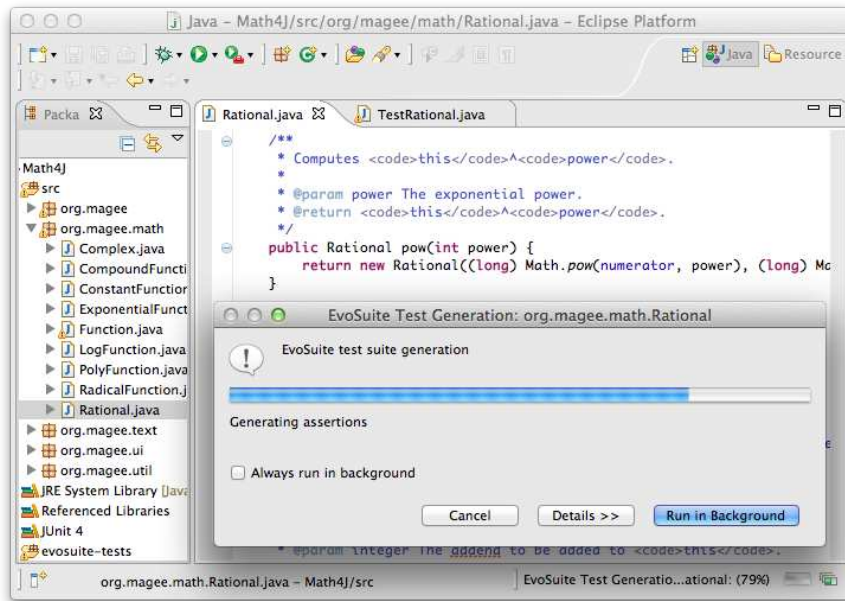 Java – Math4J/src/org/magee/math/Rational.java – Eclipse Platform
Java Resource
Packa
Rational.java TestRational.java
Math4J
src
org.magee
org.magee.math
Complex.java
CompoundFuncti
ConstantFunction
ExponentialFunct
Function.java
LogFunction.java
PolyFunction.java
RadicalFunction.j
Rational.java
org.magee.text
org.magee.ui
org.magee.util
JRE System Library [Java
Referenced Libraries
JUnit 4
evosuite-tests
/**
* Computes <code>this</code>^<code>power</code>.
*
* @param power The exponential power.
* @return <code>this</code>^<code>power</code>.
*/
public Rational pow(int power) {
return new Rational((long) Math.pow(numerator, power), (long) Ma
}
EvoSuite Test Generation: org.magee.math.Rational
EvoSuite test suite generation
Generating assertions
Always run in background
Cancel Details >> Run in Background
* @param integer The addend to be added to <code>this</code>.
org.magee.math.Rational.java – Math4J/src EvoSuite Test Generatio...ational: (79%)